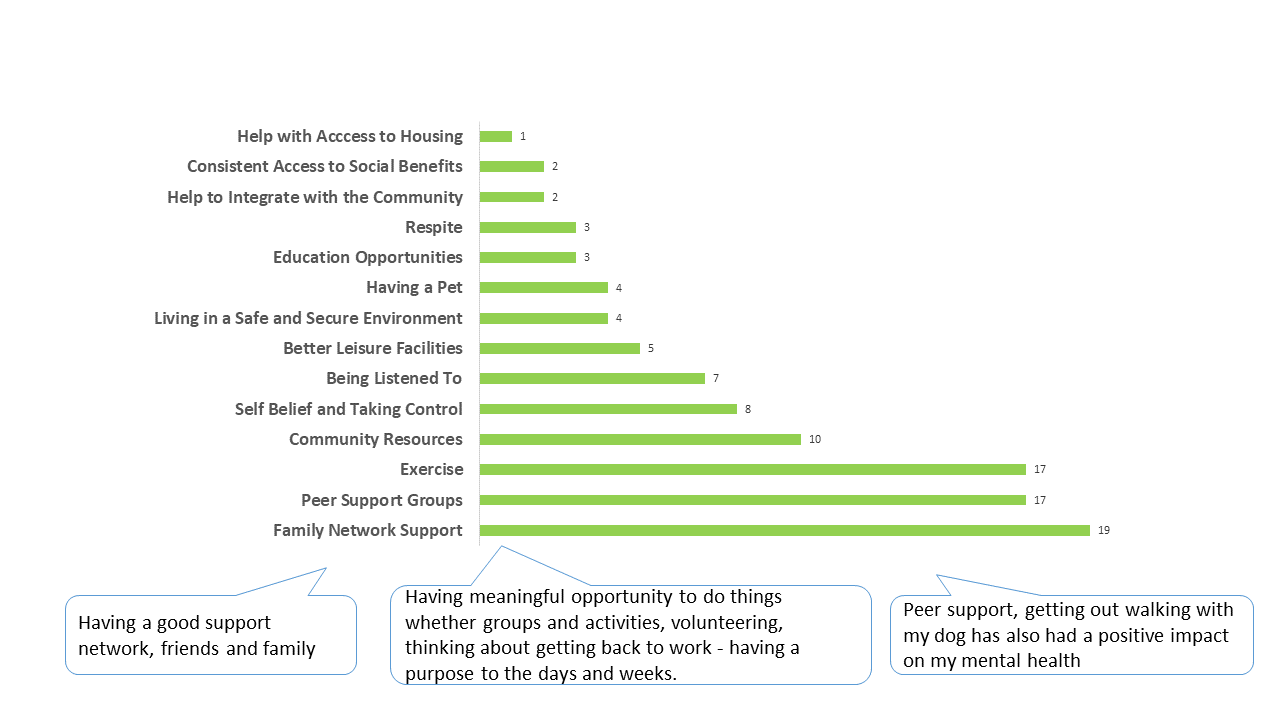 Help with Acccess to Housing 1
Consistent Access to Social Benefits 2
Help to Integrate with the Community 2
Respite 3
Education Opportunities 3
Having a Pet 4
Living in a Safe and Secure Environment 4
Better Leisure Facilities 5
Being Listened To 7
Self Belief and Taking Control 8
Community Resources 10
Exercise 17
Peer Support Groups 17
Family Network Support 19
Having a good support
network, friends and family
Having meaningful opportunity to do things
whether groups and activities, volunteering,
thinking about getting back to work - having a
purpose to the days and weeks.
Peer support, getting out walking with
my dog has also had a positive impact
on my mental health